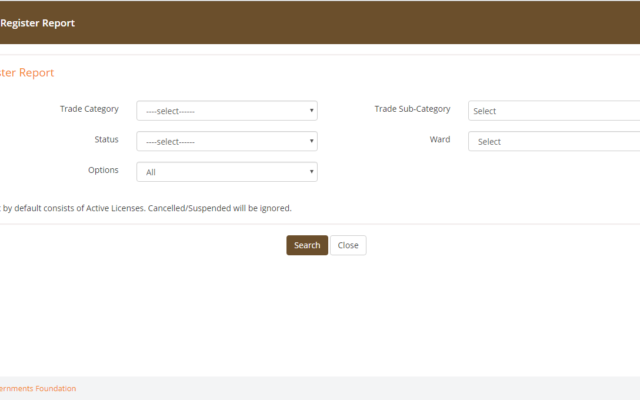 Register Report
ster Report
Trade Category ----select------ Trade Sub-Category Select
Status ----select------ Ward Select
Options All
t by default consists of Active Licenses. Cancelled/Suspended will be ignored.
Search Close
ernments Foundation